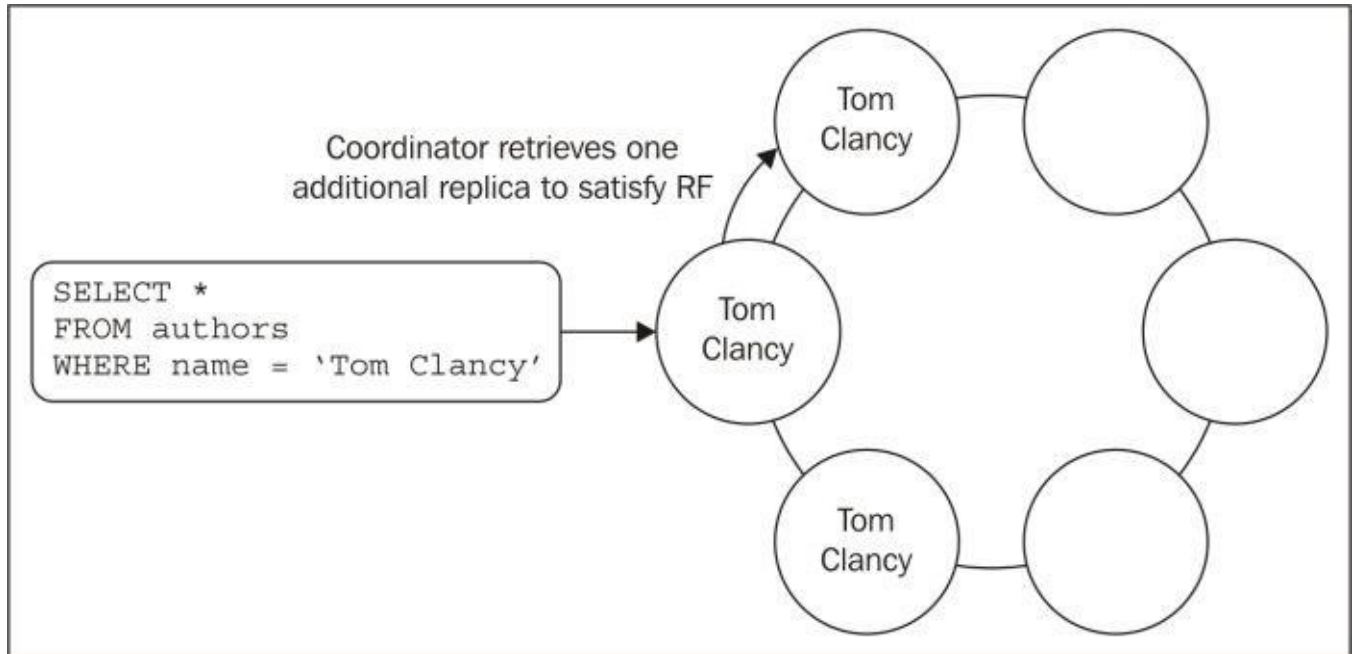 Coordinator retrieves one
additional replica to satisfy RF
SELECT *
FROM authors
WHERE name = ‘Tom Clancy’
Tom
Clancy
Tom
Clancy
Tom
Clancy